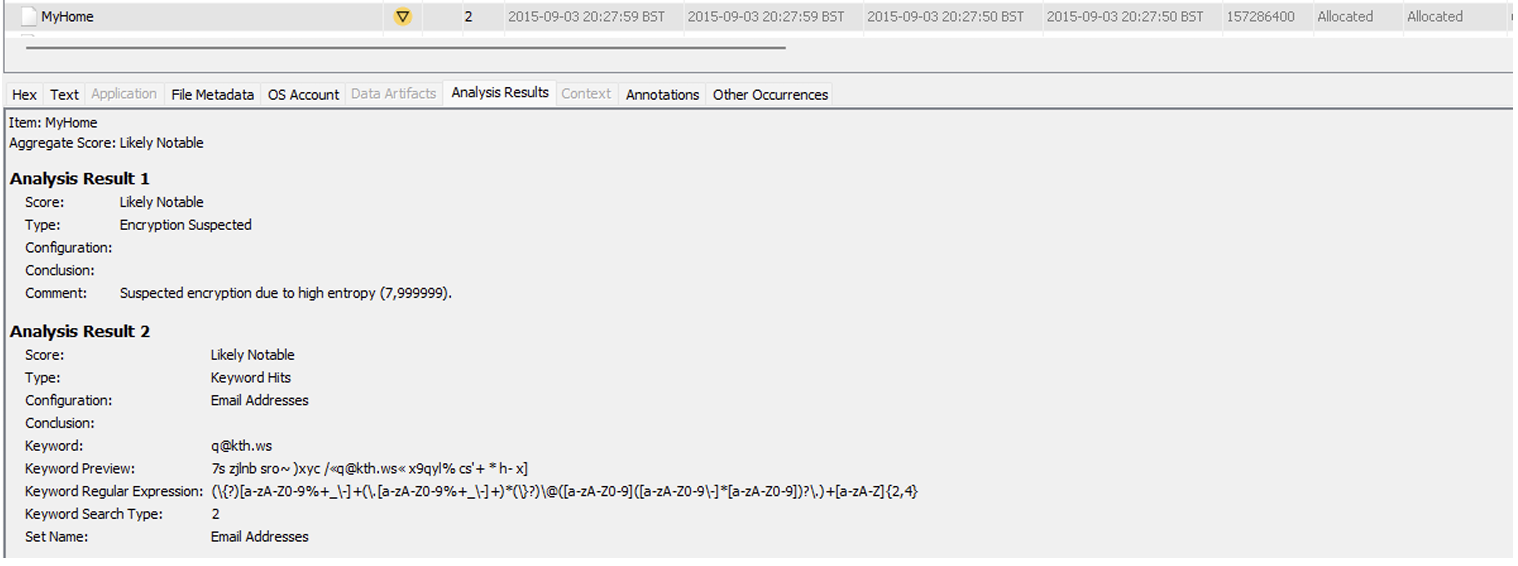 MyHome 2 2015-09-03 20:27:59 BST 2015-09-03 20:27:59 BST 2015-09-03 20:27:50 BST 2015-09-03 20:27:50 BST 157286400 Allocated Allocated
Hex Text Application File Metadata OS Account Data Artifacts Analysis Results Context Annotations Other Occurrences
Item: MyHome
Aggregate Score: Likely Notable
Analysis Result 1
Score: Likely Notable
Type: Encryption Suspected
Configuration:
Conclusion:
Comment: Suspected encryption due to high entropy (7,999999).
Analysis Result 2
Score: Likely Notable
Type: Keyword Hits
Configuration: Email Addresses
Conclusion:
Keyword: q@kth.ws
Keyword Preview: 7s zjlnb sro~ )xyc /«q@kth.ws« x9qyl% cs'+ * h- x]
Keyword Regular Expression: (\{?)[a-zA-Z0-9%+_\-]+(\.[a-zA-Z0-9%+_\-]+)*(\}?)\@([a-zA-Z0-9]([a-zA-Z0-9\-]*[a-zA-Z0-9])?\.)+[a-zA-Z]{2,4}
Keyword Search Type: 2
Set Name: Email Addresses